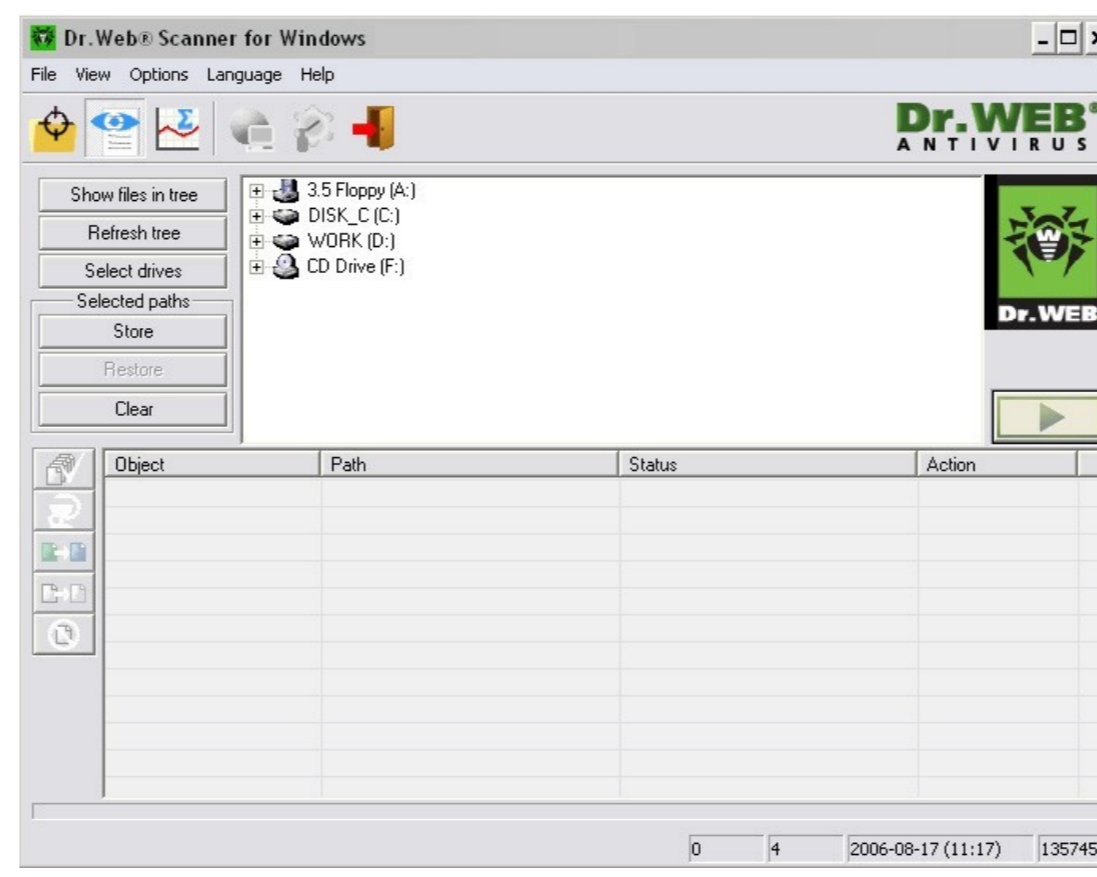 Dr.Web® Scanner for Windows
File View Options Language Help
Dr.WEB®
ANTIVIRUS
Show files in tree
Refresh tree
Select drives
Selected paths
Store
Restore
Clear
3.5 Floppy (A:)
DISK_C (C:)
WORK (D:)
CD Drive (F:)
Dr.WEB
Object Path Status Action
0 4 2006-08-17 (11:17) 135745